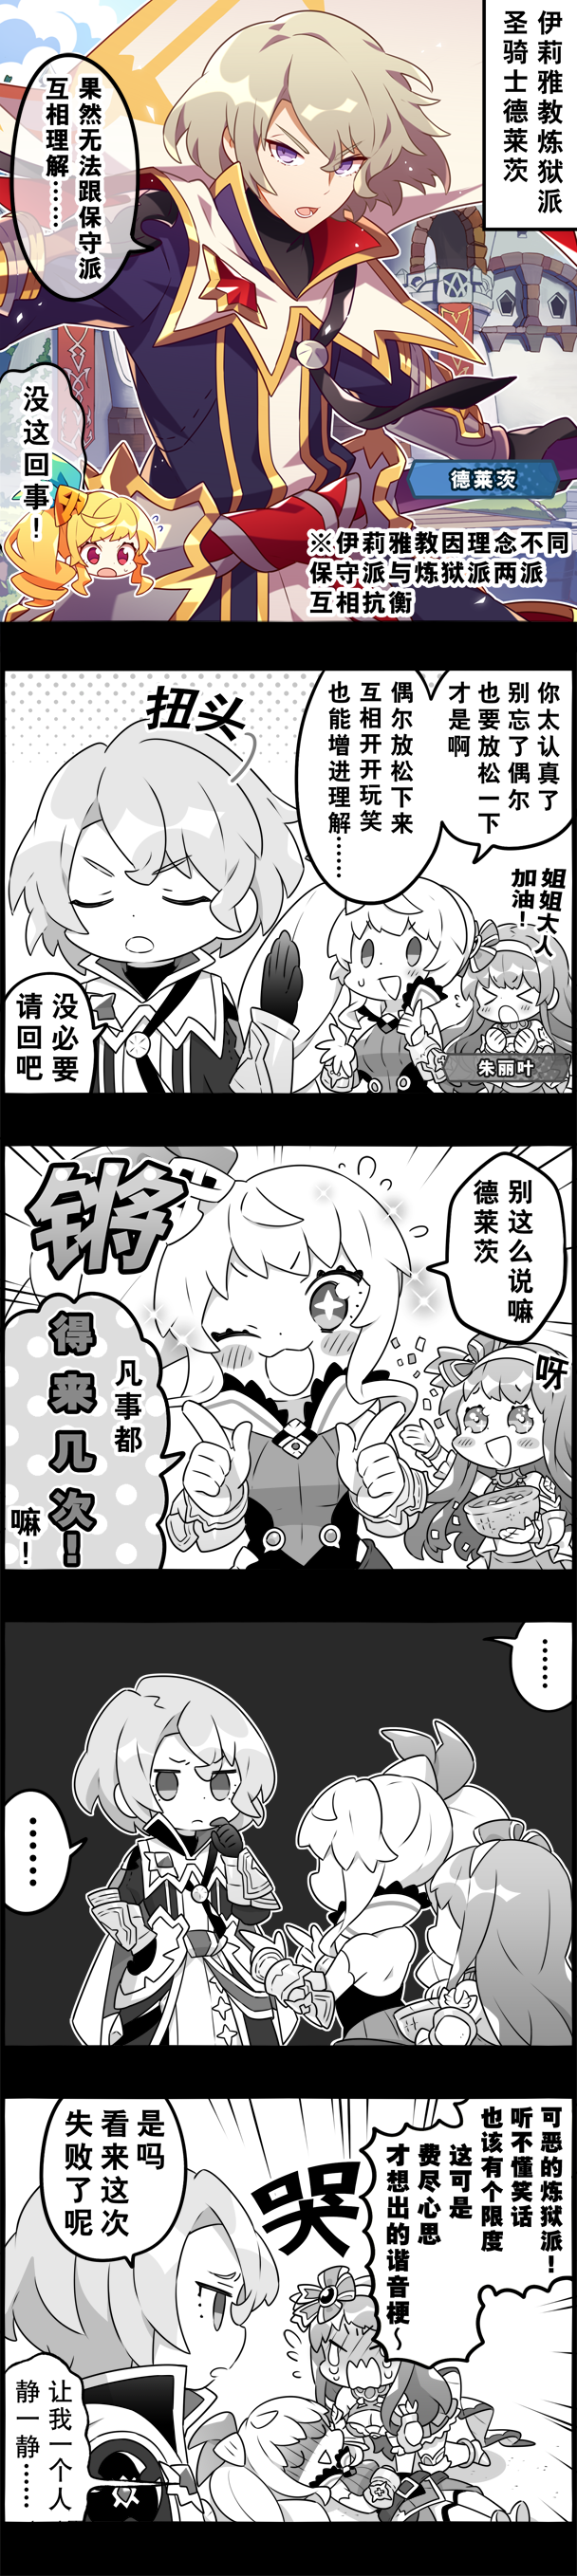 伊莉雅教炼狱派
圣骑士德莱茨
果然无法跟保守派
互相理解……
没这回事！
德莱茨
※伊莉雅教因理念不同
保守派与炼狱派两派
互相抗衡
你太认真了
别忘了偶尔
也要放松一下
才是啊
偶尔放松下来
互相开开玩笑
也能增进理解……
扭头
姐姐大人
加油！
没必要
请回吧
朱丽叶
别这么说嘛
德莱茨
锵
呀
凡事都
得来几次！
嘛！
……
……
可恶的炼狱派！
听不懂笑话
也该有个限度
这可是
费尽心思
才想出的谐音梗～
哭
是吗
看来这次
失败了呢
让我一个人
静一静……